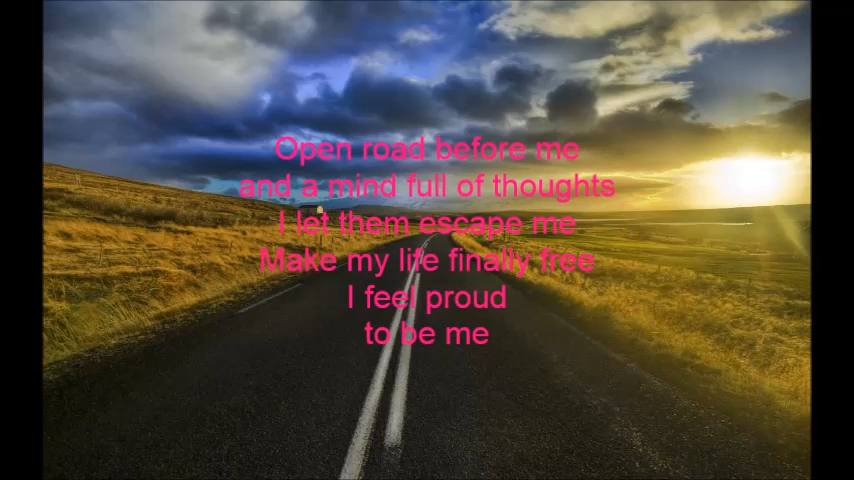 Open road before me
and a mind full of thoughts
I let them escape me
Make my life finally free
I feel proud
to be me